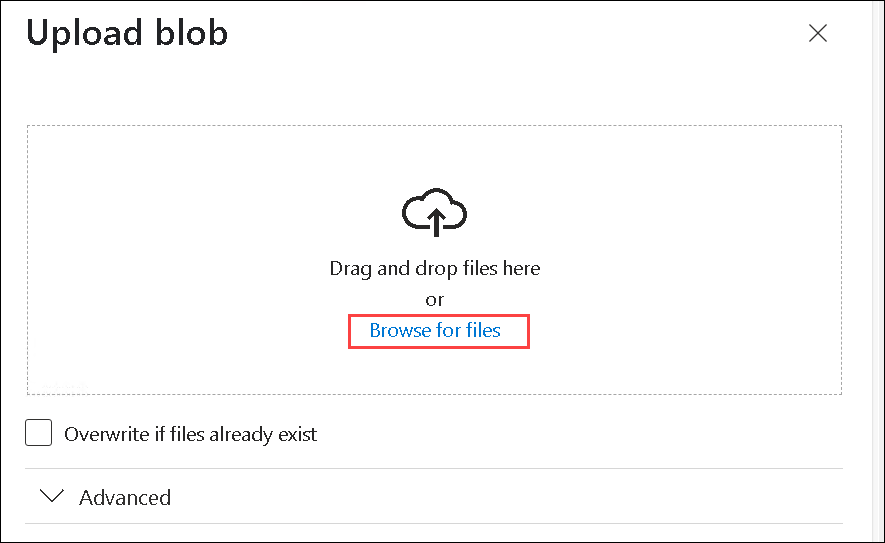 Upload blob
Drag and drop files here
or
Browse for files
Overwrite if files already exist
Advanced